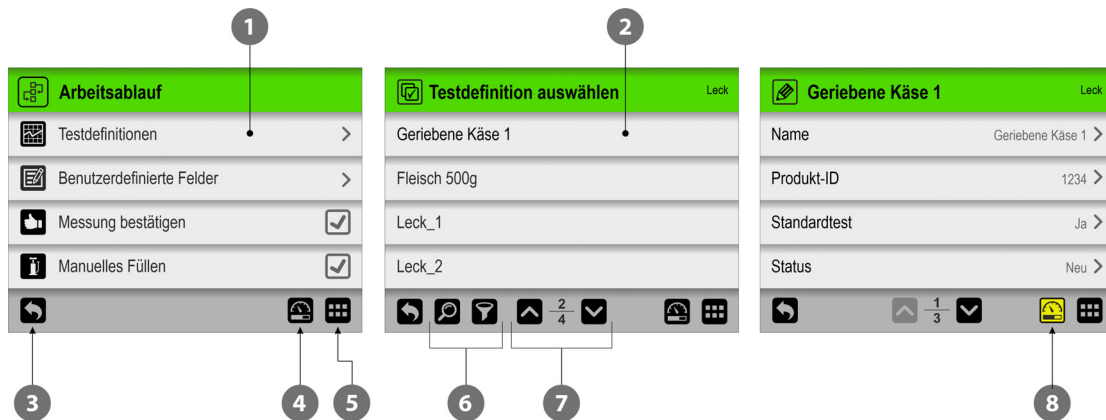 1
2
Arbeitsablauf
Testdefinitionen
Benutzerdefinierte Felder
Messung bestätigen
Manuelles Füllen
Testdefinition auswählen Leck
Geriebene Käse 1
Fleisch 500g
Leck_1
Leck_2
2
4
Geriebene Käse 1 Leck
Name Geriebene Käse 1
Produkt-ID 1234
Standardtest Ja
Status Neu
1
3
3
4
5
6
7
8